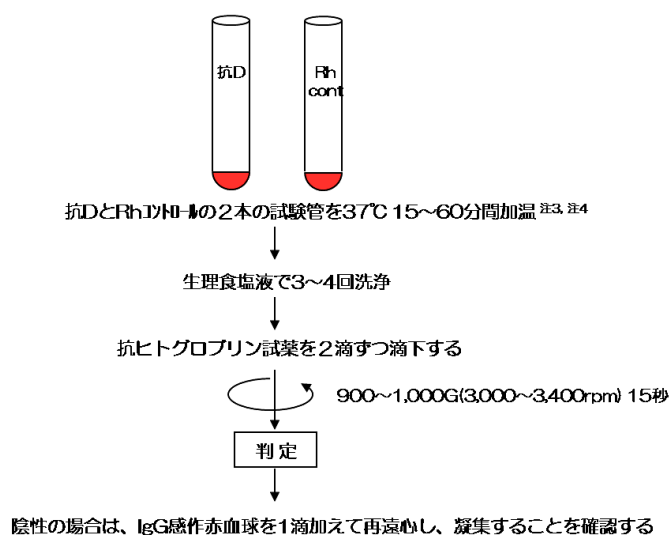 抗D
Rh
cont
抗DとRhコントロールの2本の試験管を37℃ 15～60分間加温 注3, 注4
生理食塩液で3～4回洗浄
抗ヒトグロブリン試薬を2滴ずつ滴下する
900～1,000G(3,000～3,400rpm) 15秒
判 定
陰性の場合は、IgG感作赤血球を1滴加えて再遠心し、凝集することを確認する